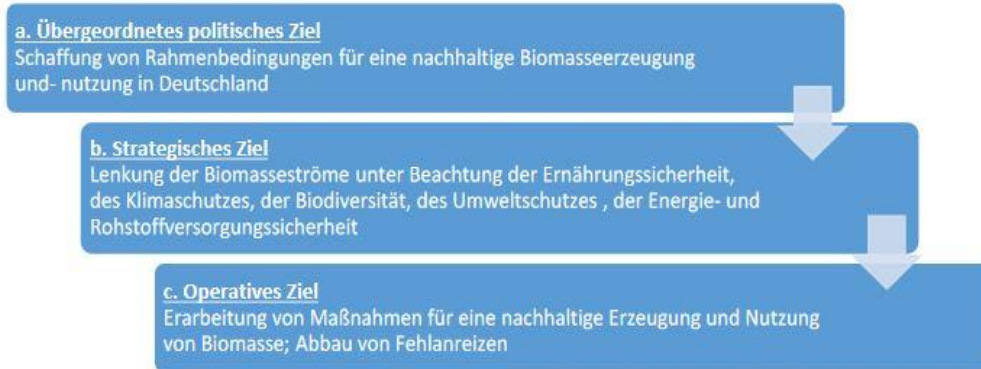 a. Übergeordnetes politisches Ziel
Schaffung von Rahmenbedingungen für eine nachhaltige Biomasseerzeugung
und- nutzung in Deutschland
b. Strategisches Ziel
Lenkung der Biomasseströme unter Beachtung der Ernährungssicherheit,
des Klimaschutzes, der Biodiversität, des Umweltschutzes , der Energie- und
Rohstoffversorgungssicherheit
c. Operatives Ziel
Erarbeitung von Maßnahmen für eine nachhaltige Erzeugung und Nutzung
von Biomasse; Abbau von Fehlanreizen